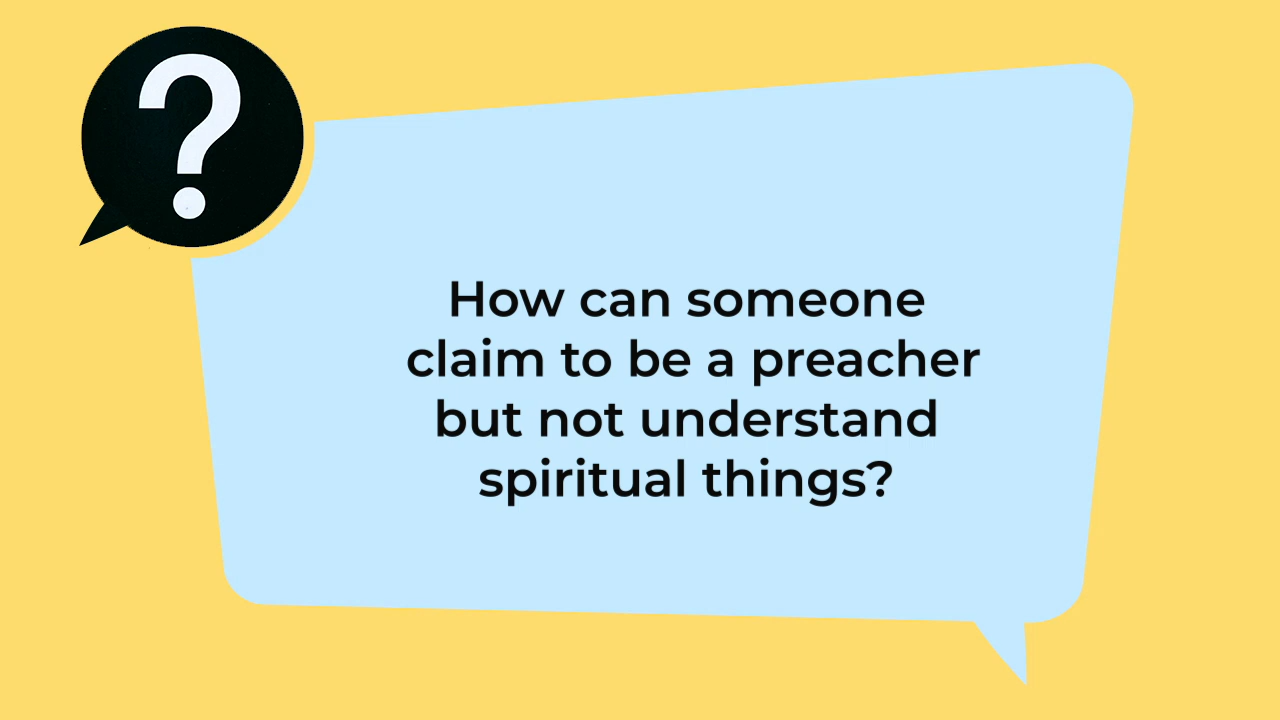 ?
How can someone
claim to be a preacher
but not understand
spiritual things?